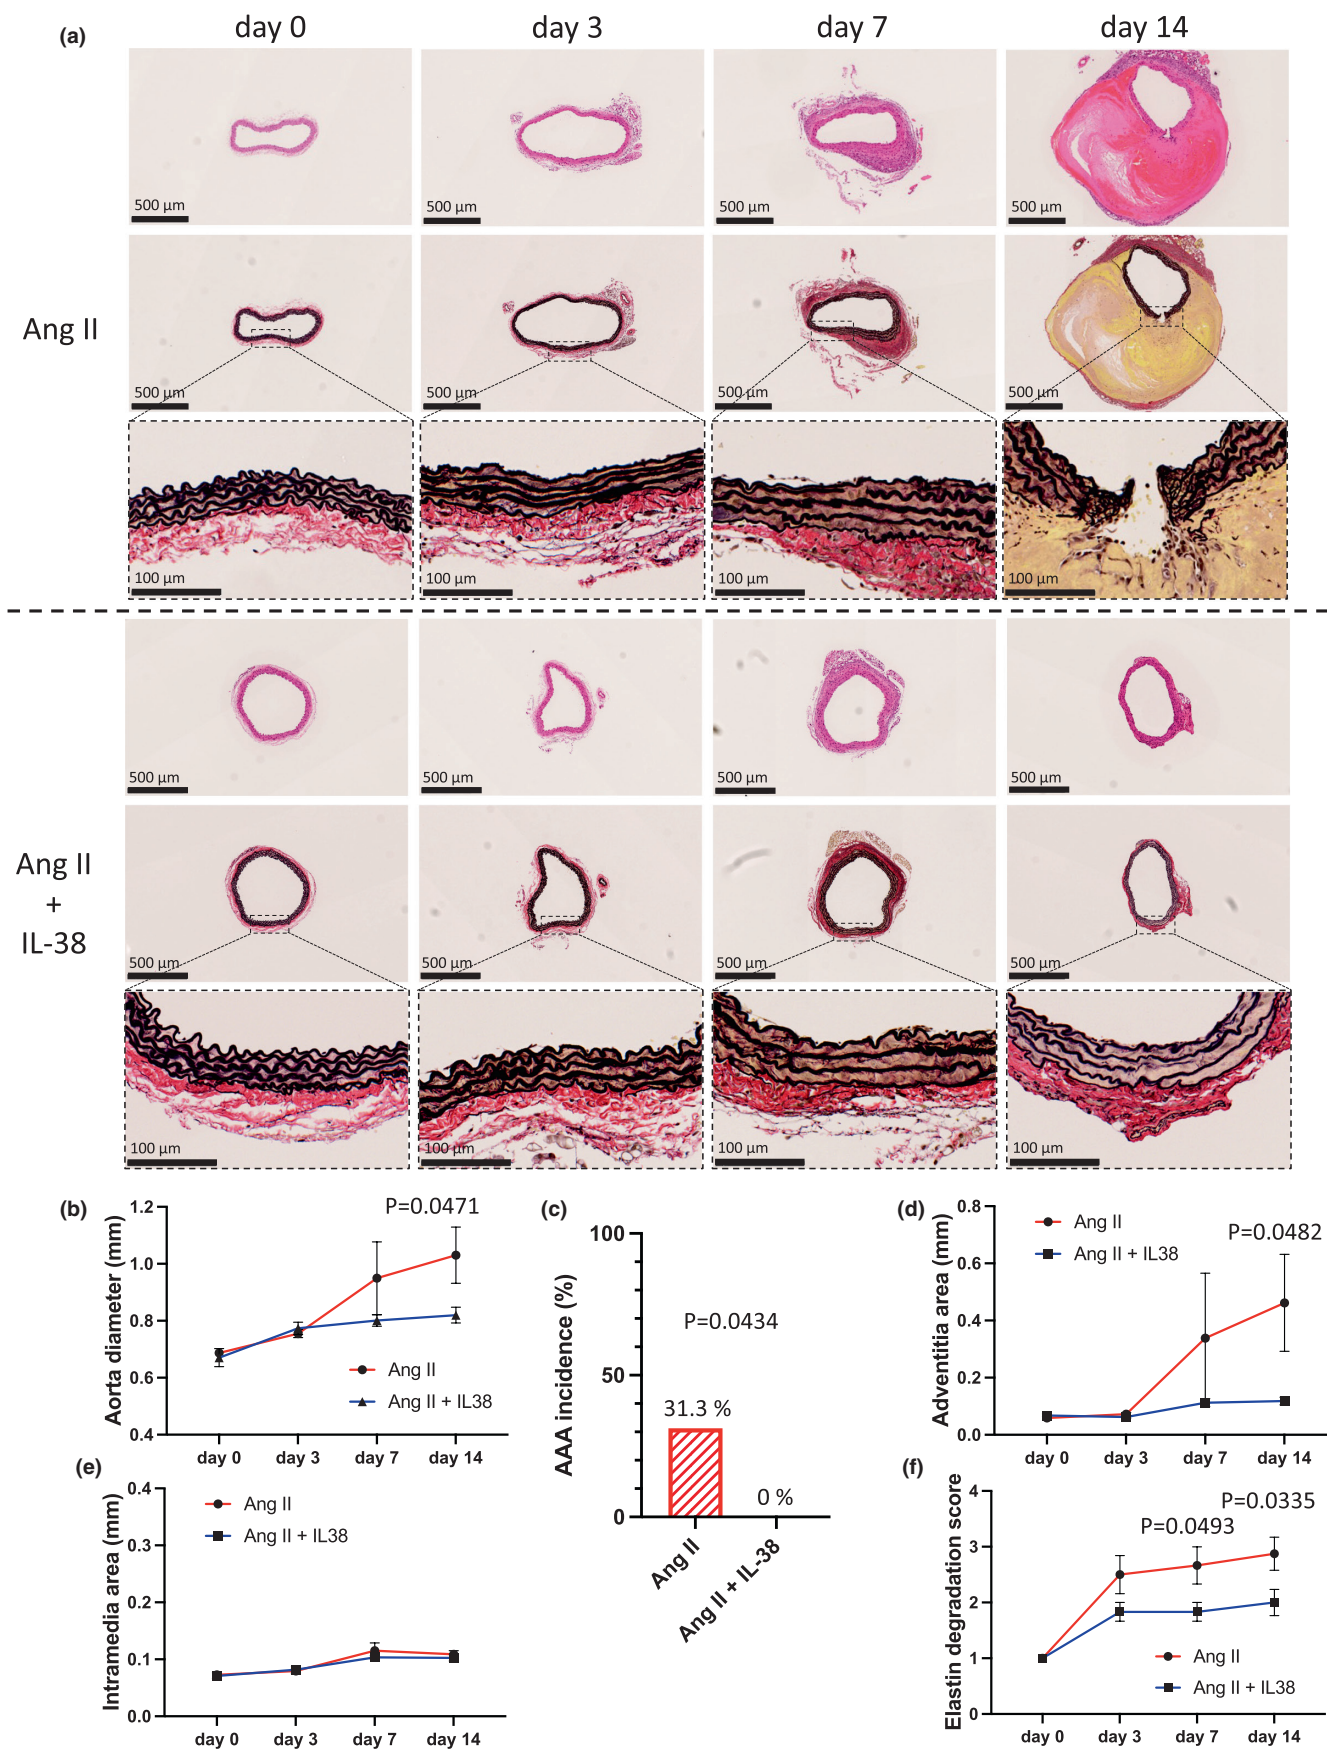 (a)
day 0
day 3
day 7
day 14
500 µm
500 µm
500 µm
500 µm
Ang II
500 µm
500 µm
500 µm
500 µm
100 µm
100 µm
100 µm
100 µm
500 µm
500 µm
500 µm
500 µm
Ang II
+
IL-38
500 µm
500 µm
500 µm
500 µm
100 µm
100 µm
100 µm
100 µm
(b)
Aorta diameter (mm)
1.2
1.0
0.8
0.6
0.4
P=0.0471
Ang II
Ang II + IL38
day 0
day 3
day 7
day 14
(c)
AAA incidence (%)
100
50
0
P=0.0434
31.3 %
0 %
Ang II
Ang II + IL-38
(d)
Adventitia area (mm)
0.8
0.6
0.4
0.2
0.0
Ang II
Ang II + IL38
P=0.0482
day 0
day 3
day 7
day 14
(e)
Intramedia area (mm)
0.4
0.3
0.2
0.1
0.0
Ang II
Ang II + IL38
day 0
day 3
day 7
day 14
(f)
Elastin degradation score
4
3
2
1
0
P=0.0335
P=0.0493
Ang II
Ang II + IL38
day 0
day 3
day 7
day 14